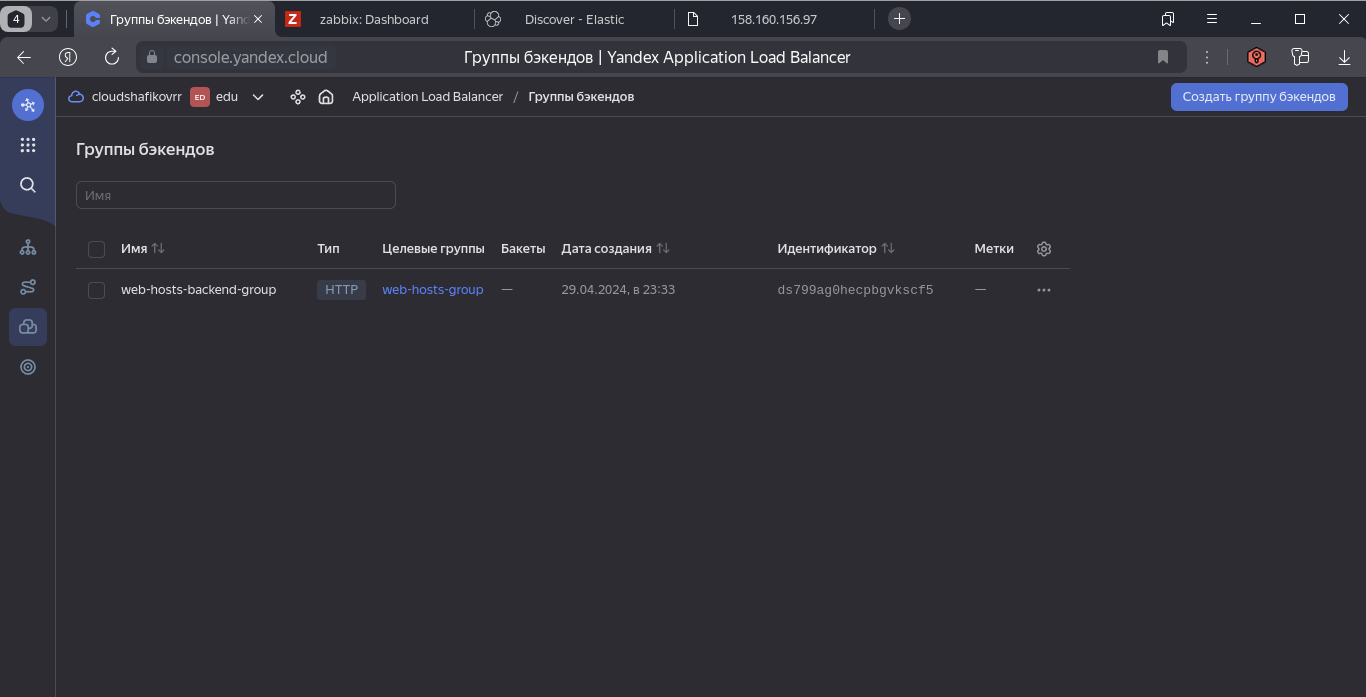 4
Группы бэкендов | Yan
zabbix: Dashboard
Discover - Elastic
158.160.156.97
console.yandex.cloud
Группы бэкендов | Yandex Application Load Balancer
cloudshafikovrr ED edu
Application Load Balancer / Группы бэкендов
Создать группу бэкендов
Группы бэкендов
Имя
Имя Тип Целевые группы Бакеты Дата создания Идентификатор Метки
web-hosts-backend-group HTTP web-hosts-group — 29.04.2024, в 23:33 ds799ag0hecpbgvkscf5 —